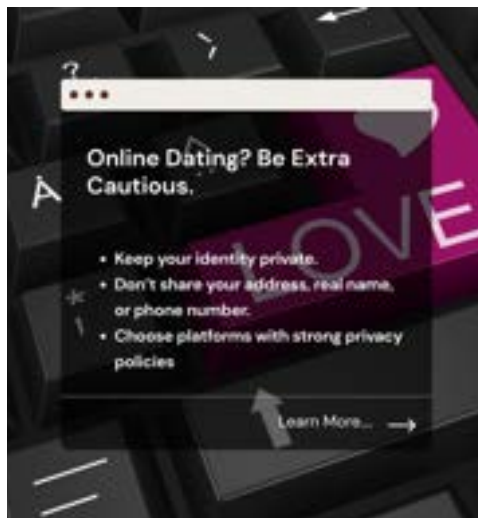 ?
Online Dating? Be Extra
Cautious.
Ä
LOVE
• Keep your identity private.
• Don't share your address, real name,
or phone number.
*
• Choose platforms with strong privacy
policies
Learn More...